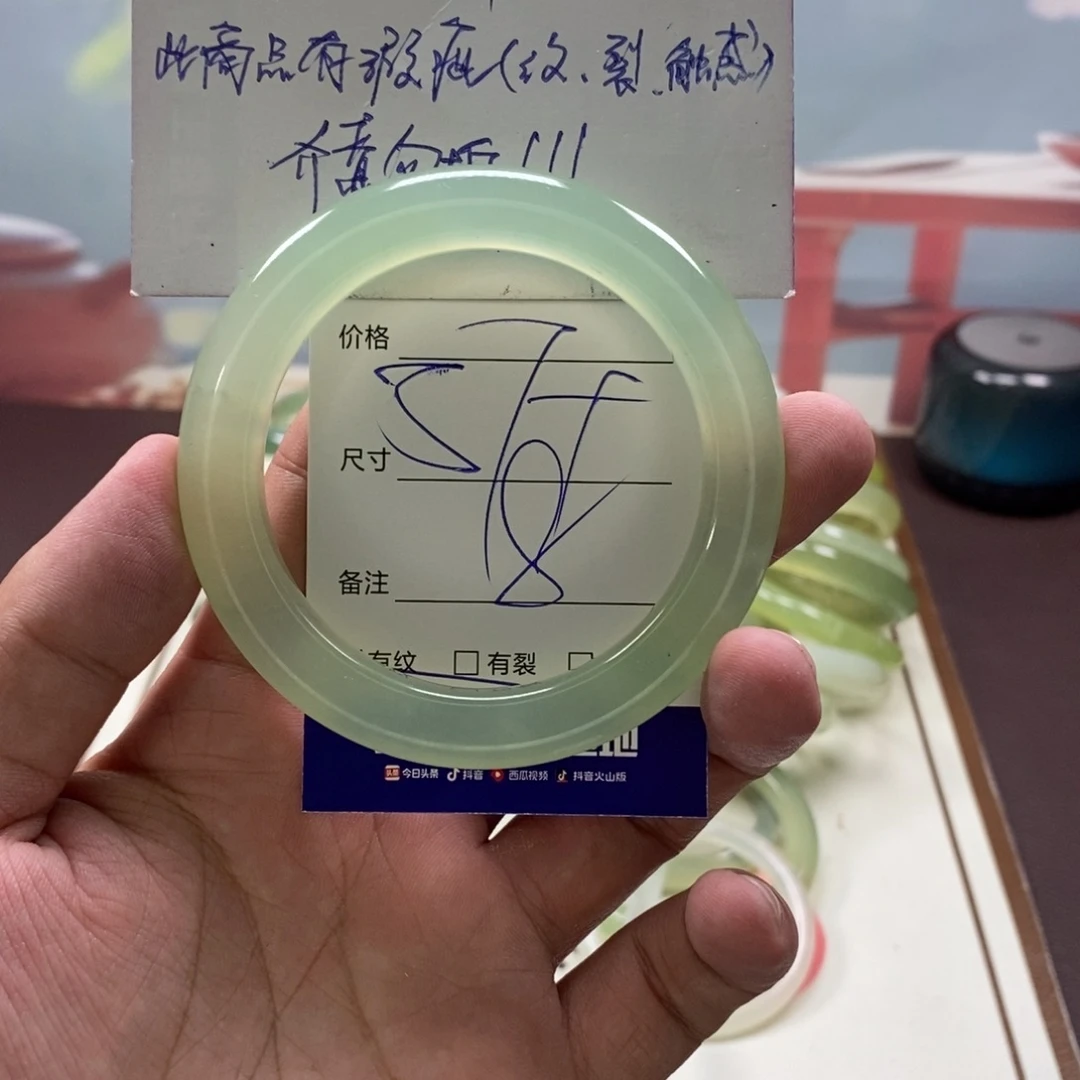 此商品有瑕疵(纹、裂、触感)
介意勿拍!!!
价格
尺寸
57
8
备注
有纹 □ 有裂 □
今日头条 抖音 西瓜视频 抖音火山版